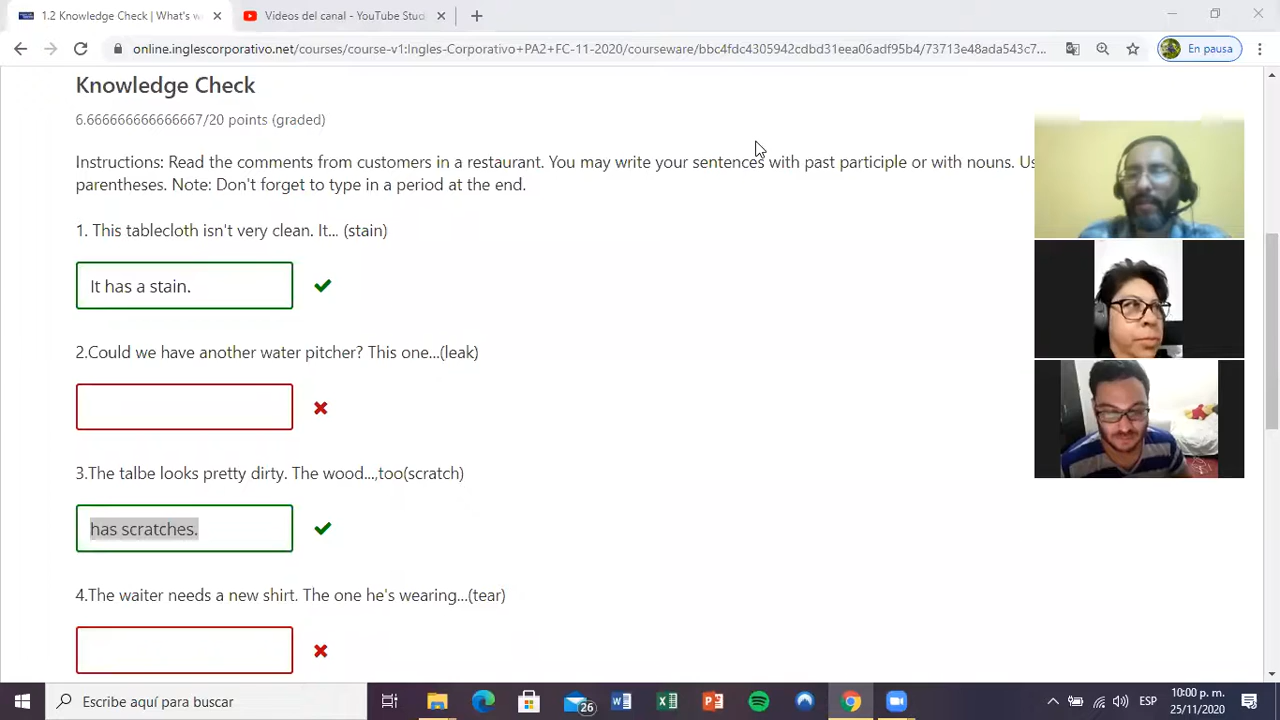 1.2 Knowledge Check | What's w
Videos del canal - YouTube Stud
online.inglescorporativo.net/courses/course-v1:Ingles-Corporativo+PA2+FC-11-2020/courseware/bbc4fdc4305942cdbd31eea06adf95b4/73713e48ada543c7...
En pausa
Knowledge Check
6.666666666666667/20 points (graded)
Instructions: Read the comments from customers in a restaurant. You may write your sentences with past participle or with nouns. Us
parentheses. Note: Don't forget to type in a period at the end.
1. This tablecloth isn't very clean. It... (stain)
It has a stain.
2.Could we have another water pitcher? This one...(leak)
3.The talbe looks pretty dirty. The wood...,too(scratch)
has scratches.
4.The waiter needs a new shirt. The one he's wearing...(tear)
Escribe aquí para buscar
26
ESP
10:00 p. m.
25/11/2020